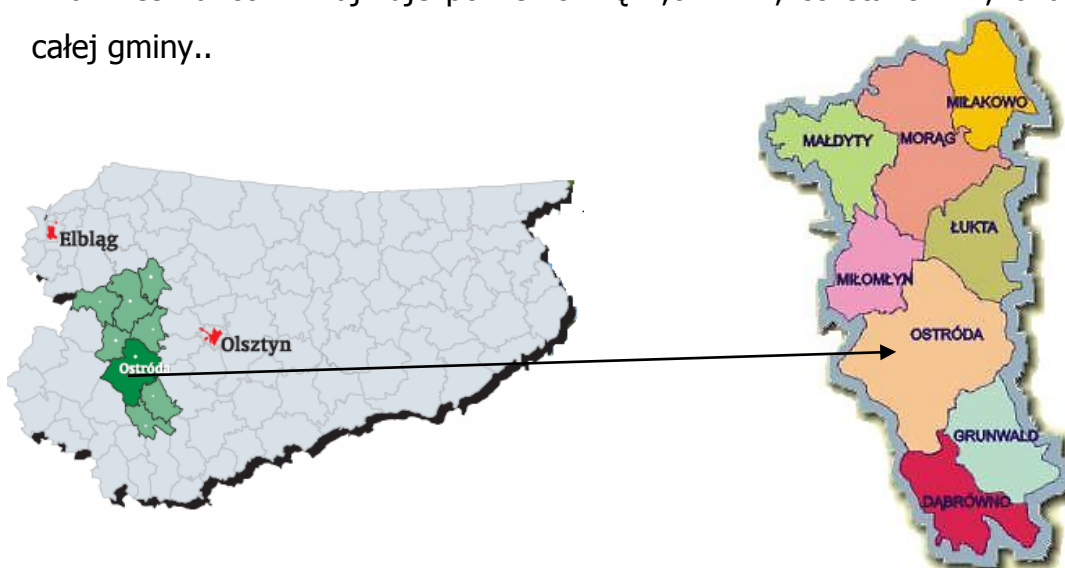 całej gminy..
Elbląg
Olsztyn
Ostróda
MIŁAKOWO
MAŁDYTY
MORĄG
ŁUKTA
MIŁOMŁYN
OSTRÓDA
GRUNWALD
DĄBRÓWNO